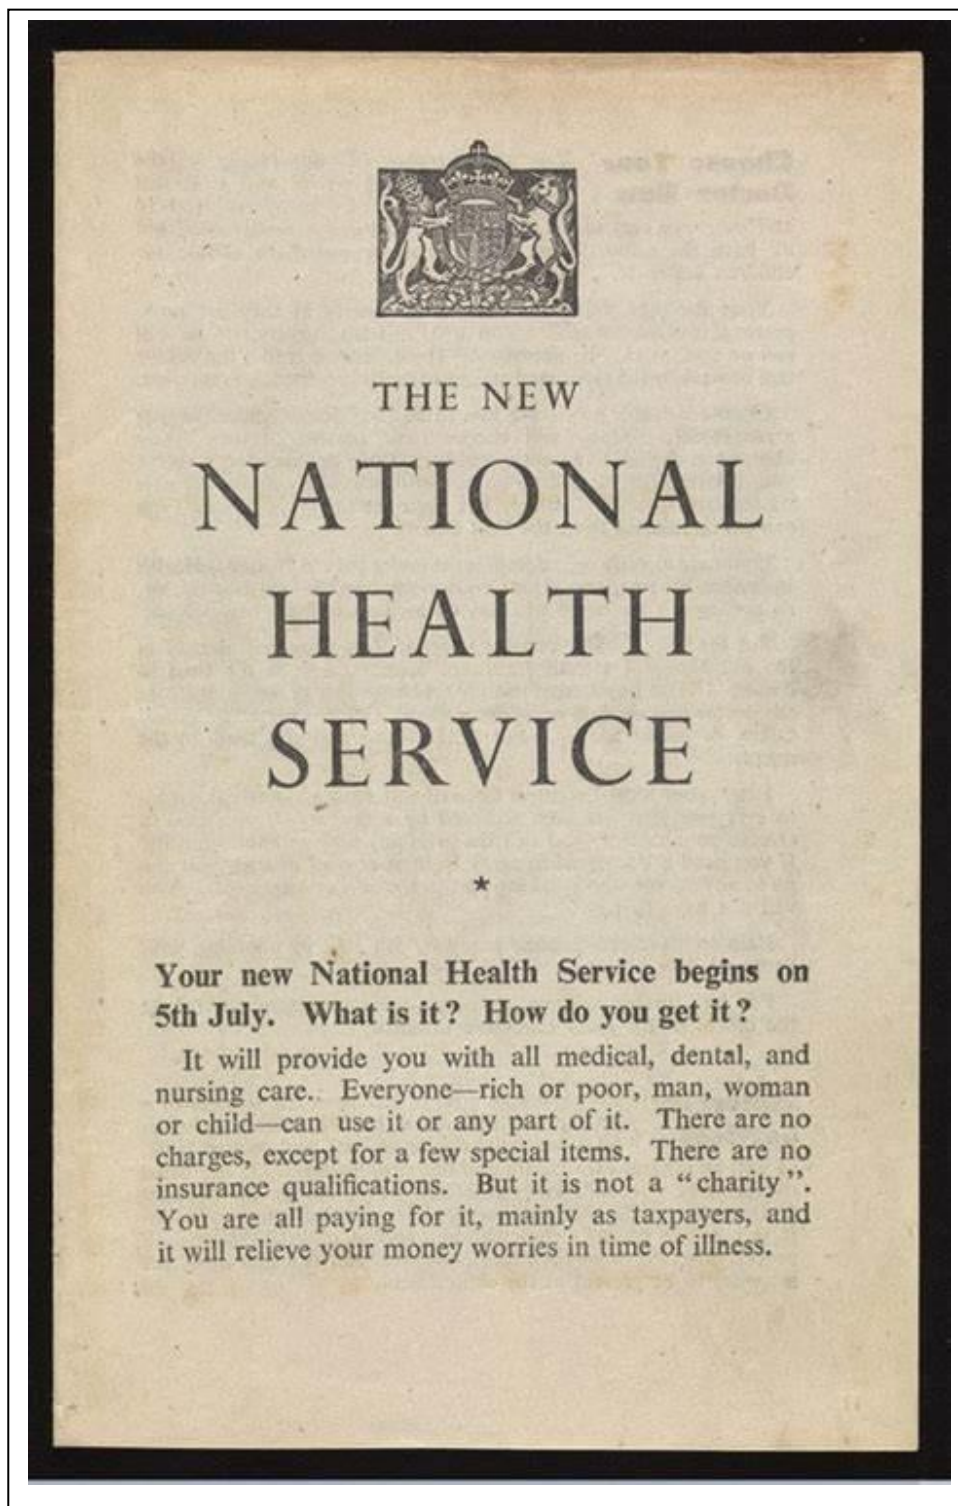 THE NEW
NATIONAL
HEALTH
SERVICE
*
Your new National Health Service begins on
5th July. What is it? How do you get it?
It will provide you with all medical, dental, and
nursing care. Everyone—rich or poor, man, woman
or child—can use it or any part of it. There are no
charges, except for a few special items. There are no
insurance qualifications. But it is not a “charity”.
You are all paying for it, mainly as taxpayers, and
it will relieve your money worries in time of illness.